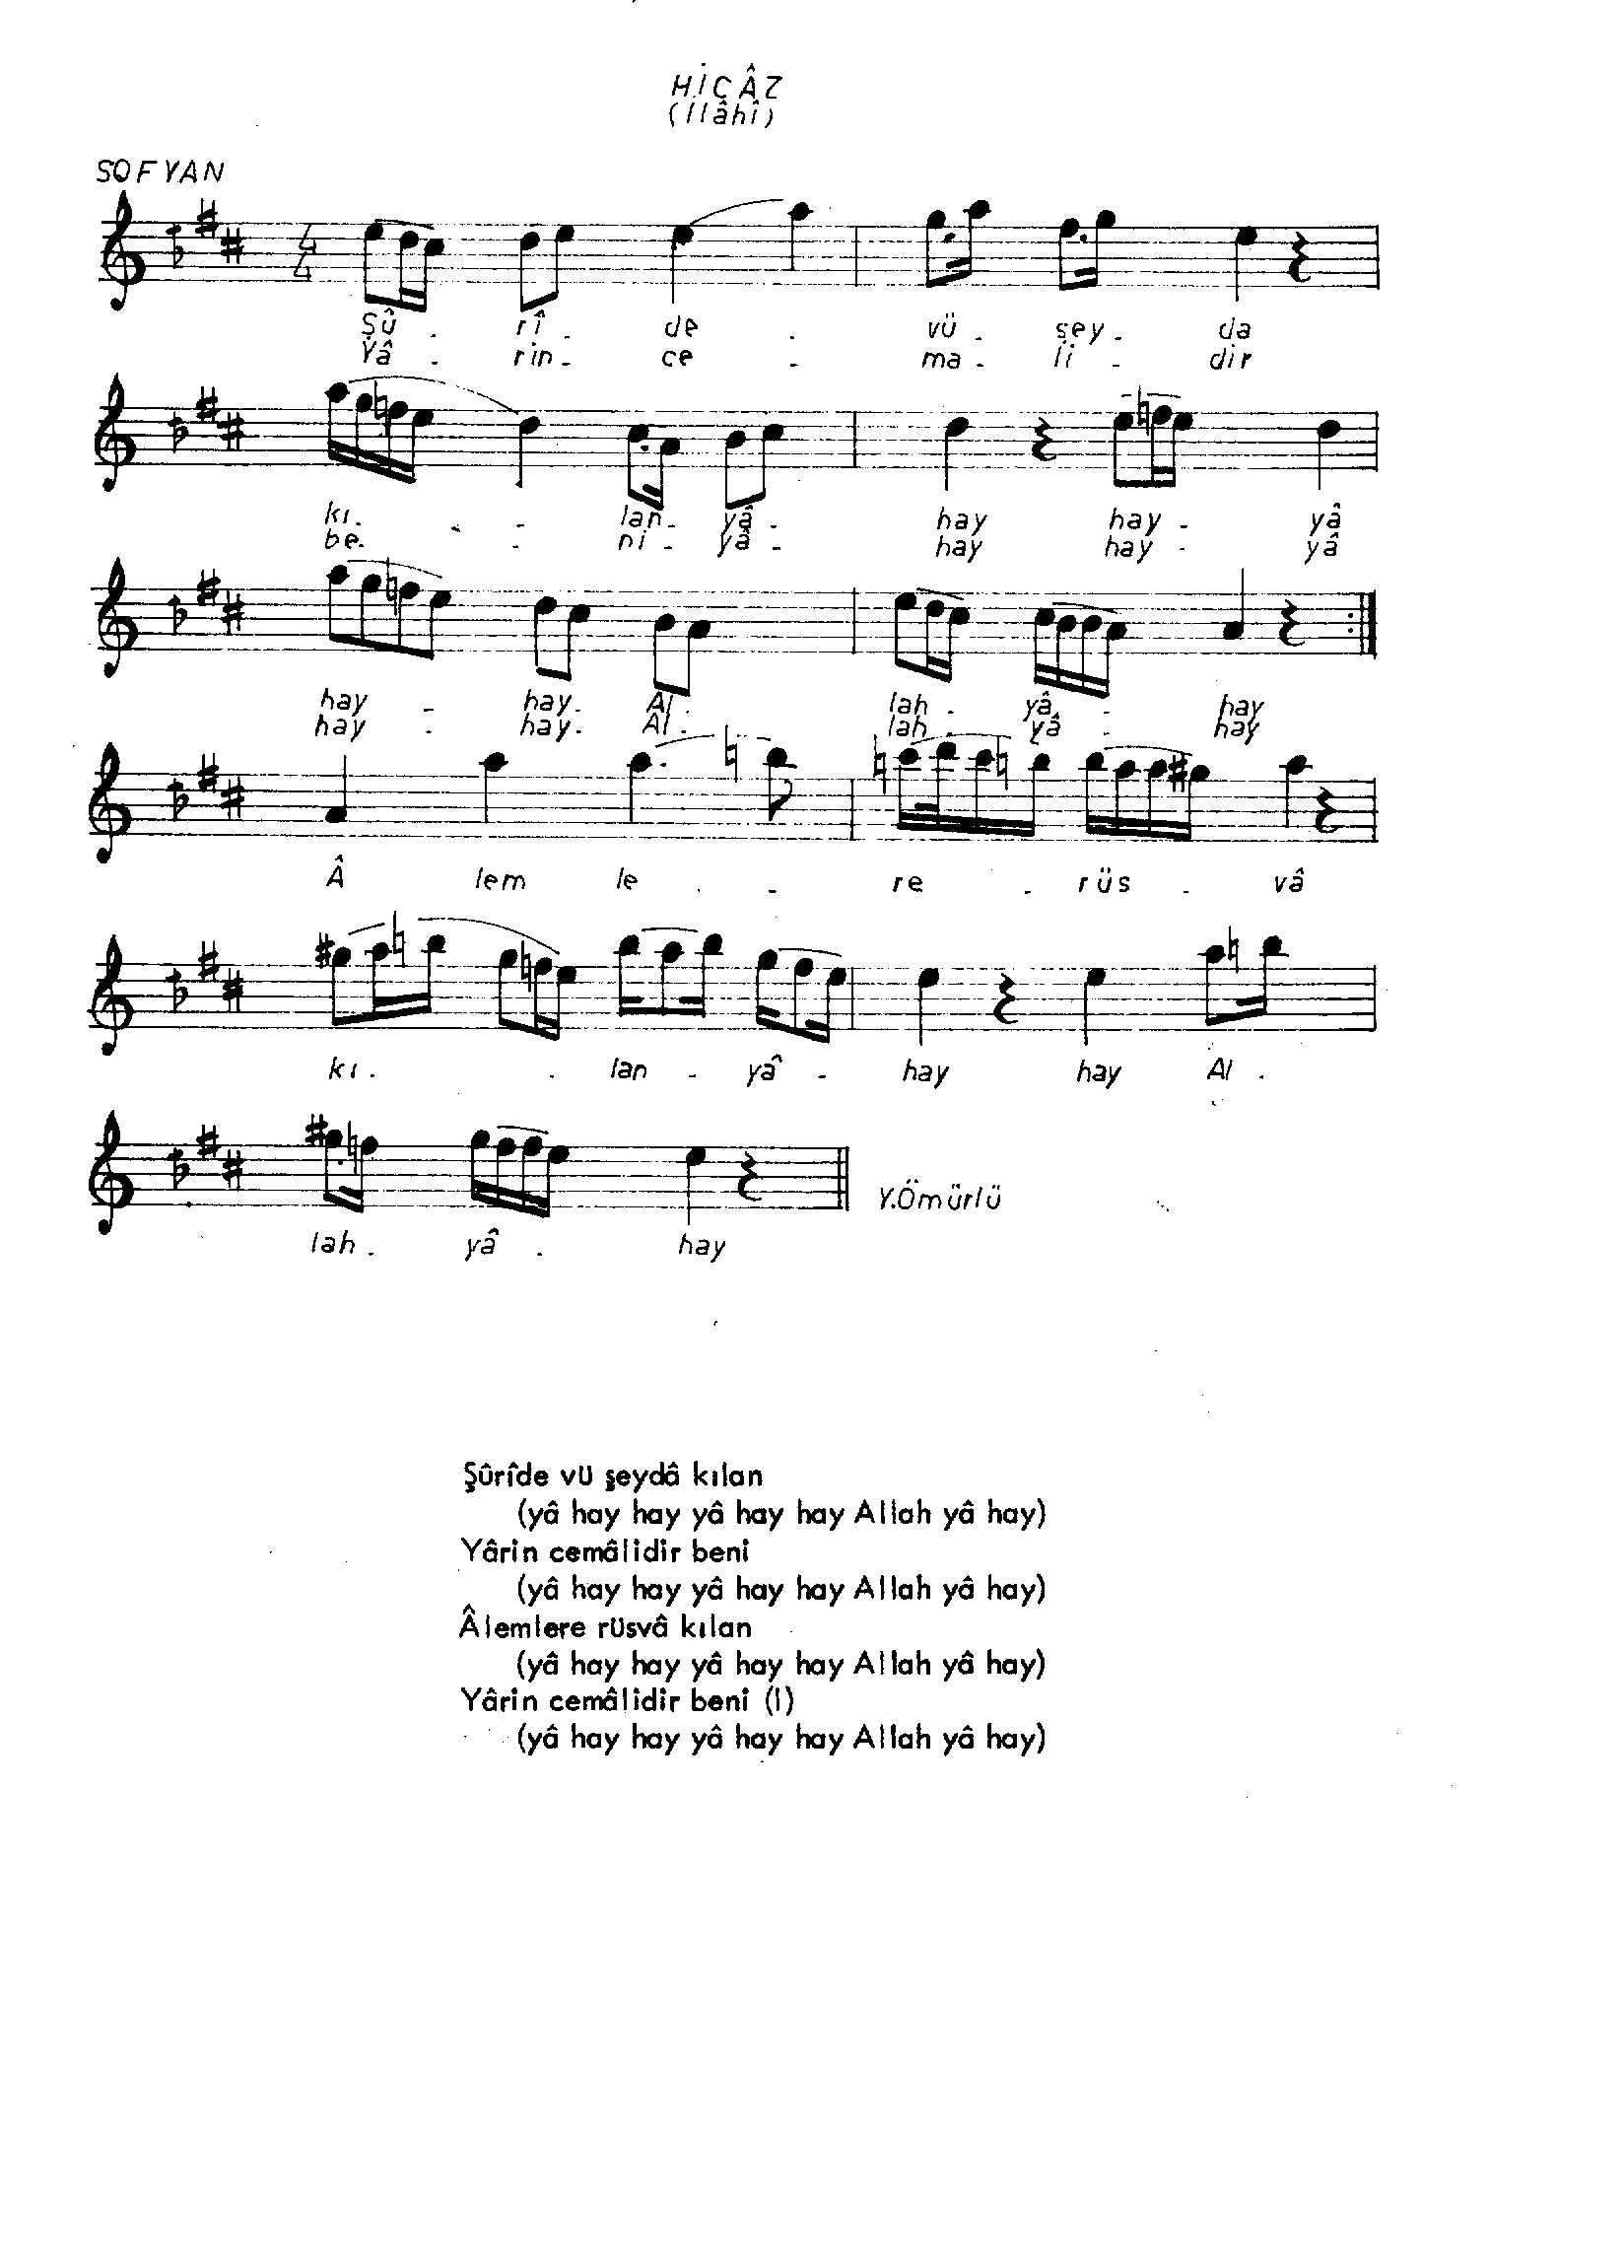 HİCÂZ
(İlâhî)
SOFYAN
4
4
Şû . rî . de . vü . şey . da
Yâ . rin . ce . ma . li . dir
kı . . . lan . yâ . hay hay . yâ
be . . ni . yâ . hay hay . yâ
hay . hay . Al . lah . yâ . hay
hay . hay . Al . lah . yâ . hay
Â lem le . . re . rüs . vâ
kı . . lan . yâ . hay hay Al .
lah . yâ . hay
Y.Ömürlü
Şûrîde vü şeydâ kılan
(yâ hay hay yâ hay hay Allah yâ hay)
Yârin cemâlidir beni
(yâ hay hay yâ hay hay Allah yâ hay)
Âlemlere rüsvâ kılan
(yâ hay hay yâ hay hay Allah yâ hay)
Yârin cemâlidir beni (I)
(yâ hay hay yâ hay hay Allah yâ hay)